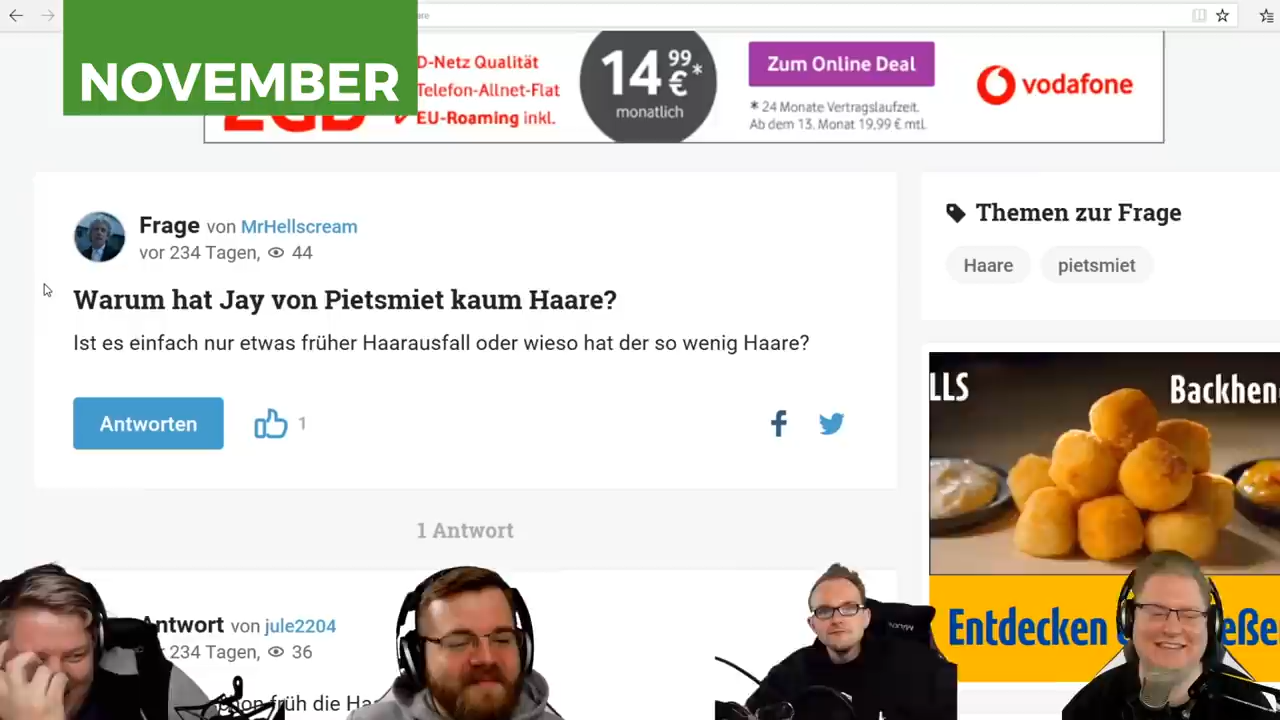 NOVEMBER
D-Netz Qualität
Telefon-Allnet-Flat
EU-Roaming inkl.
14 99 € *
monatlich
Zum Online Deal
* 24 Monate Vertragslaufzeit.
Ab dem 13. Monat 19,99 € mtl.
vodafone
Frage von MrHellscream
vor 234 Tagen, 44
Warum hat Jay von Pietsmiet kaum Haare?
Ist es einfach nur etwas früher Haarausfall oder wieso hat der so wenig Haare?
Antworten 1
Themen zur Frage
Haare pietsmiet
LLS Backhen
Entdecken
1 Antwort
Antwort von jule2204
234 Tagen, 36
früh die